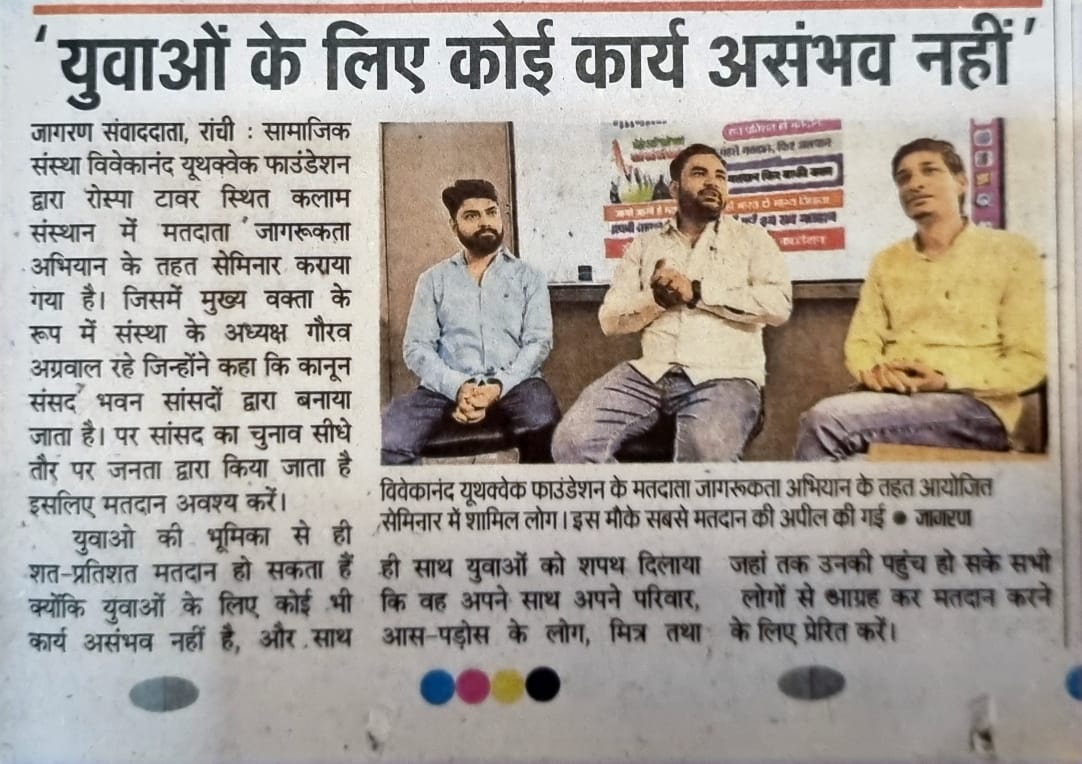 'युवाओं के लिए कोई कार्य असंभव नहीं'
जागरण संवाददाता, रांची : सामाजिक
संस्था विवेकानंद यूथक्वेक फाउंडेशन
द्वारा रोस्पा टावर स्थित कलाम
संस्थान में मतदाता जागरूकता
अभियान के तहत सेमिनार कराया
गया है। जिसमें मुख्य वक्ता के
रूप में संस्था के अध्यक्ष गौरव
अग्रवाल रहे जिन्होंने कहा कि कानून
संसद भवन सांसदों द्वारा बनाया
जाता है। पर सांसद का चुनाव सीधे
तौर पर जनता द्वारा किया जाता है
इसलिए मतदान अवश्य करें।
युवाओ की भूमिका से ही
शत-प्रतिशत मतदान हो सकता हैं
क्योंकि युवाओं के लिए कोई भी
कार्य असंभव नहीं है, और साथ
विवेकानंद यूथक्वेक फाउंडेशन के मतदाता जागरूकता अभियान के तहत आयोजित
सेमिनार में शामिल लोग। इस मौके सबसे मतदान की अपील की गई ● जागरण
ही साथ युवाओं को शपथ दिलाया
कि वह अपने साथ अपने परिवार,
आस-पड़ोस के लोग, मित्र तथा
जहां तक उनकी पहुंच हो सके सभी
लोगों से आग्रह कर मतदान करने
के लिए प्रेरित करें।